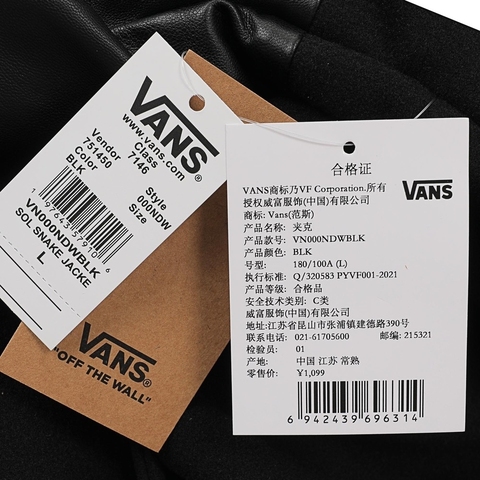 VANS
www.vans.com
Vendor Class Style
751450 7146 000NDW
Color Size
BLK
1 97643 52910 6
VN000NDWBLK
SOL SNAKE JACKE
L
VANS
"OFF THE WALL"
合格证
VANS
VANS商标乃VF Corporation.所有
授权威富服饰(中国)有限公司
商标: Vans(范斯)
产品名称: 夹克
产品款号: VN000NDWBLK
产品颜色: BLK
号型: 180/100A (L)
执行标准: Q/320583 PYVF001-2021
产品等级: 合格品
安全技术类别: C类
威富服饰(中国)有限公司
地址:江苏省昆山市张浦镇建德路390号
联系电话: 021-61705600 邮编: 215321
检验员: 01
产地: 中国 江苏 常熟
零售价: ¥1,099
6 942439 696314